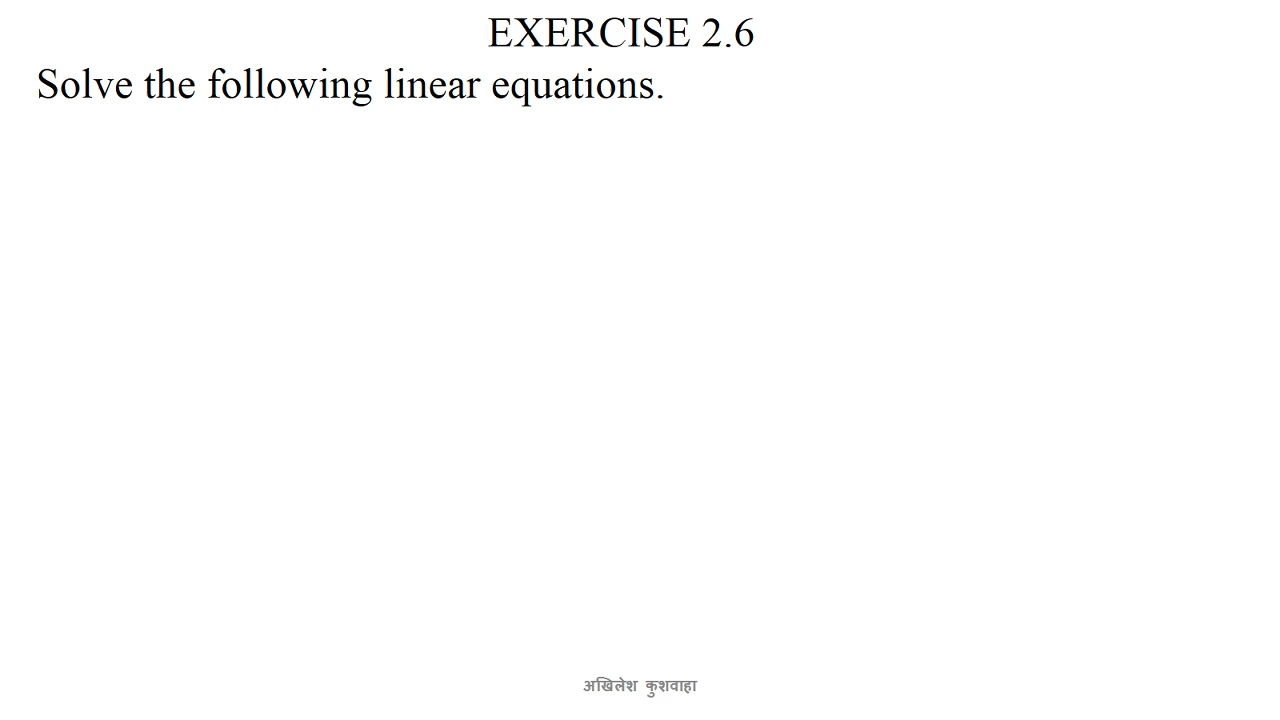 EXERCISE 2.6
Solve the following linear equations.
अखिलेश कुशवाहा